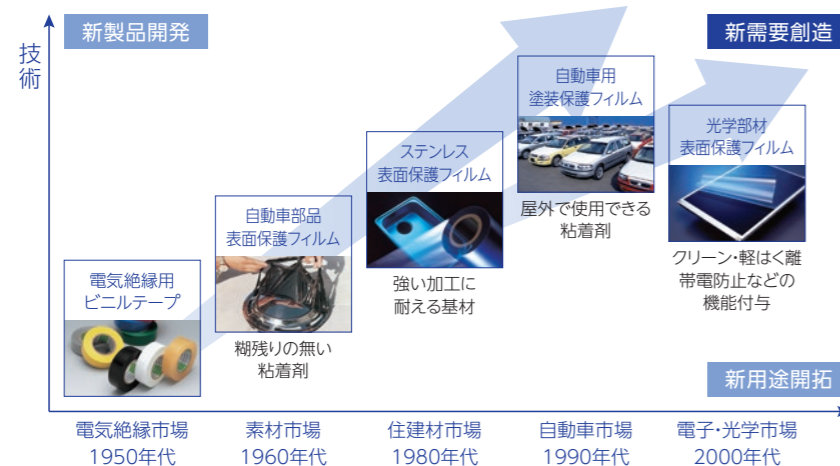 技術
新製品開発
新需要創造
電気絶縁用
ビニルテープ
自動車部品
表面保護フィルム
糊残りの無い
粘着剤
ステンレス
表面保護フィルム
強い加工に
耐える基材
自動車用
塗装保護フィルム
屋外で使用できる
粘着剤
光学部材
表面保護フィルム
クリーン・軽はく離
帯電防止などの
機能付与
新用途開拓
電気絶縁市場
1950年代
素材市場
1960年代
住建材市場
1980年代
自動車市場
1990年代
電子・光学市場
2000年代